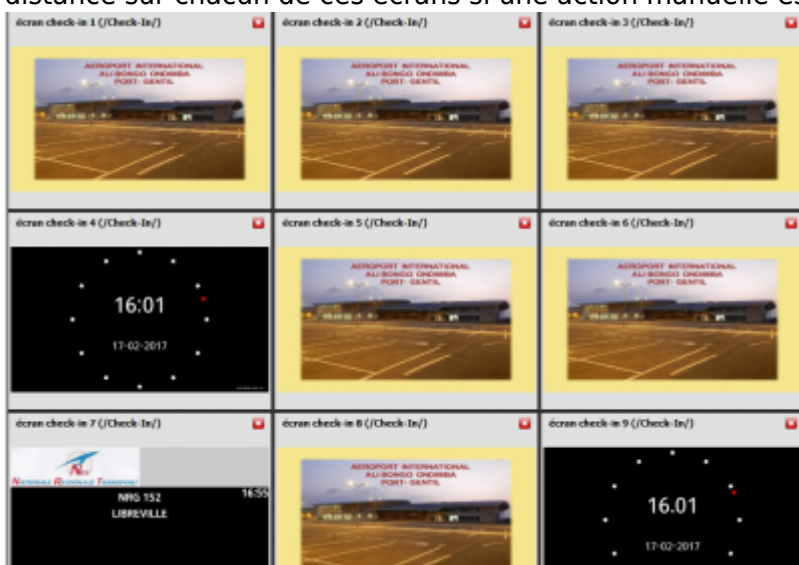 distance sur chacun de ces écrans si une action manuelle es
écran check-in 1 (/Check-In/)
écran check-in 2 (/Check-In/)
écran check-in 3 (/Check-In/)
AEROPORT INTERNATIONAL
ALI BONGO ONDIMBA
PORT- GENTIL
AEROPORT INTERNATIONAL
ALI BONGO ONDIMBA
PORT- GENTIL
AEROPORT INTERNATIONAL
ALI BONGO ONDIMBA
PORT- GENTIL
écran check-in 4 (/Check-In/)
écran check-in 5 (/Check-In/)
écran check-in 6 (/Check-In/)
16:01
17-02-2017
AEROPORT INTERNATIONAL
ALI BONGO ONDIMBA
PORT- GENTIL
AEROPORT INTERNATIONAL
ALI BONGO ONDIMBA
PORT- GENTIL
écran check-in 7 (/Check-In/)
écran check-in 8 (/Check-In/)
écran check-in 9 (/Check-In/)
NATIONALE REGIONALE TRANSPORT
NRG 152
16:55
LIBREVILLE
AEROPORT INTERNATIONAL
ALI BONGO ONDIMBA
PORT- GENTIL
16.01
17-02-2017